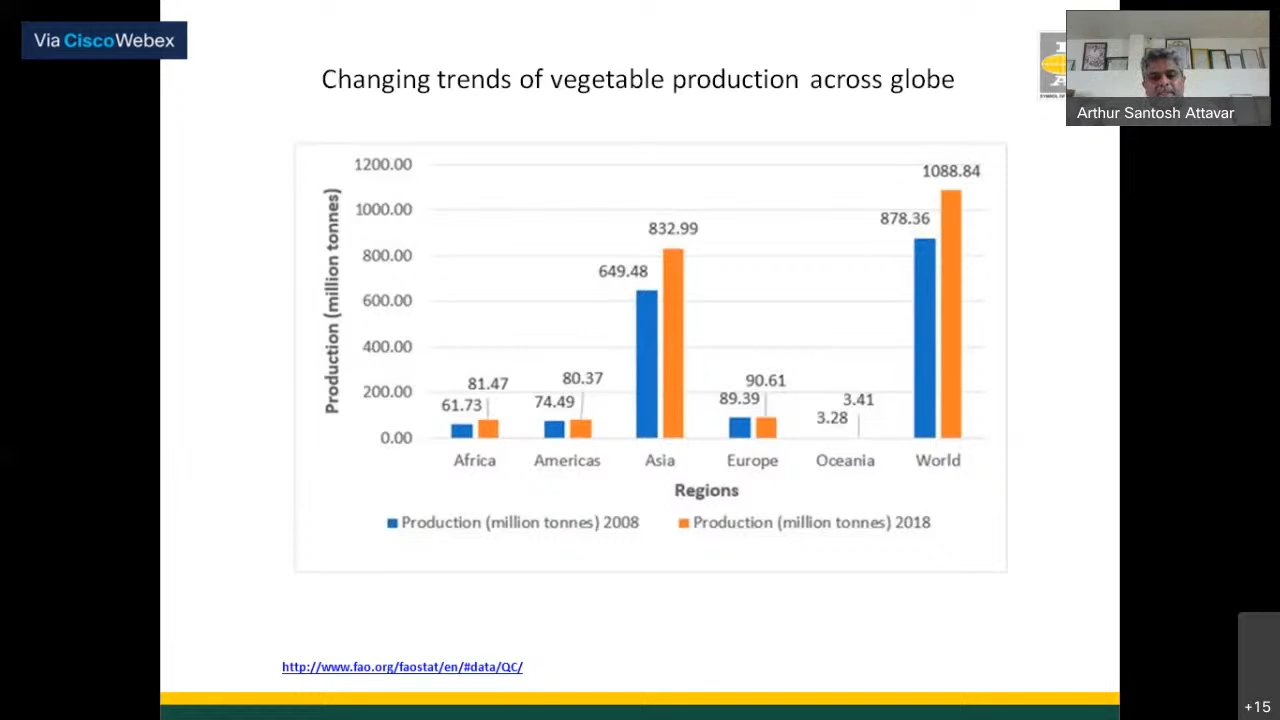 Via CiscoWebex
Changing trends of vegetable production across globe
Arthur Santosh Attavar
Production (million tonnes)
1200.00
1000.00
800.00
600.00
400.00
200.00
0.00
61.73
81.47
74.49
80.37
649.48
832.99
89.39
90.61
3.28
3.41
878.36
1088.84
Africa Americas Asia Europe Oceania World
Regions
Production (million tonnes) 2008 Production (million tonnes) 2018
http://www.fao.org/faostat/en/#data/QC/
+15